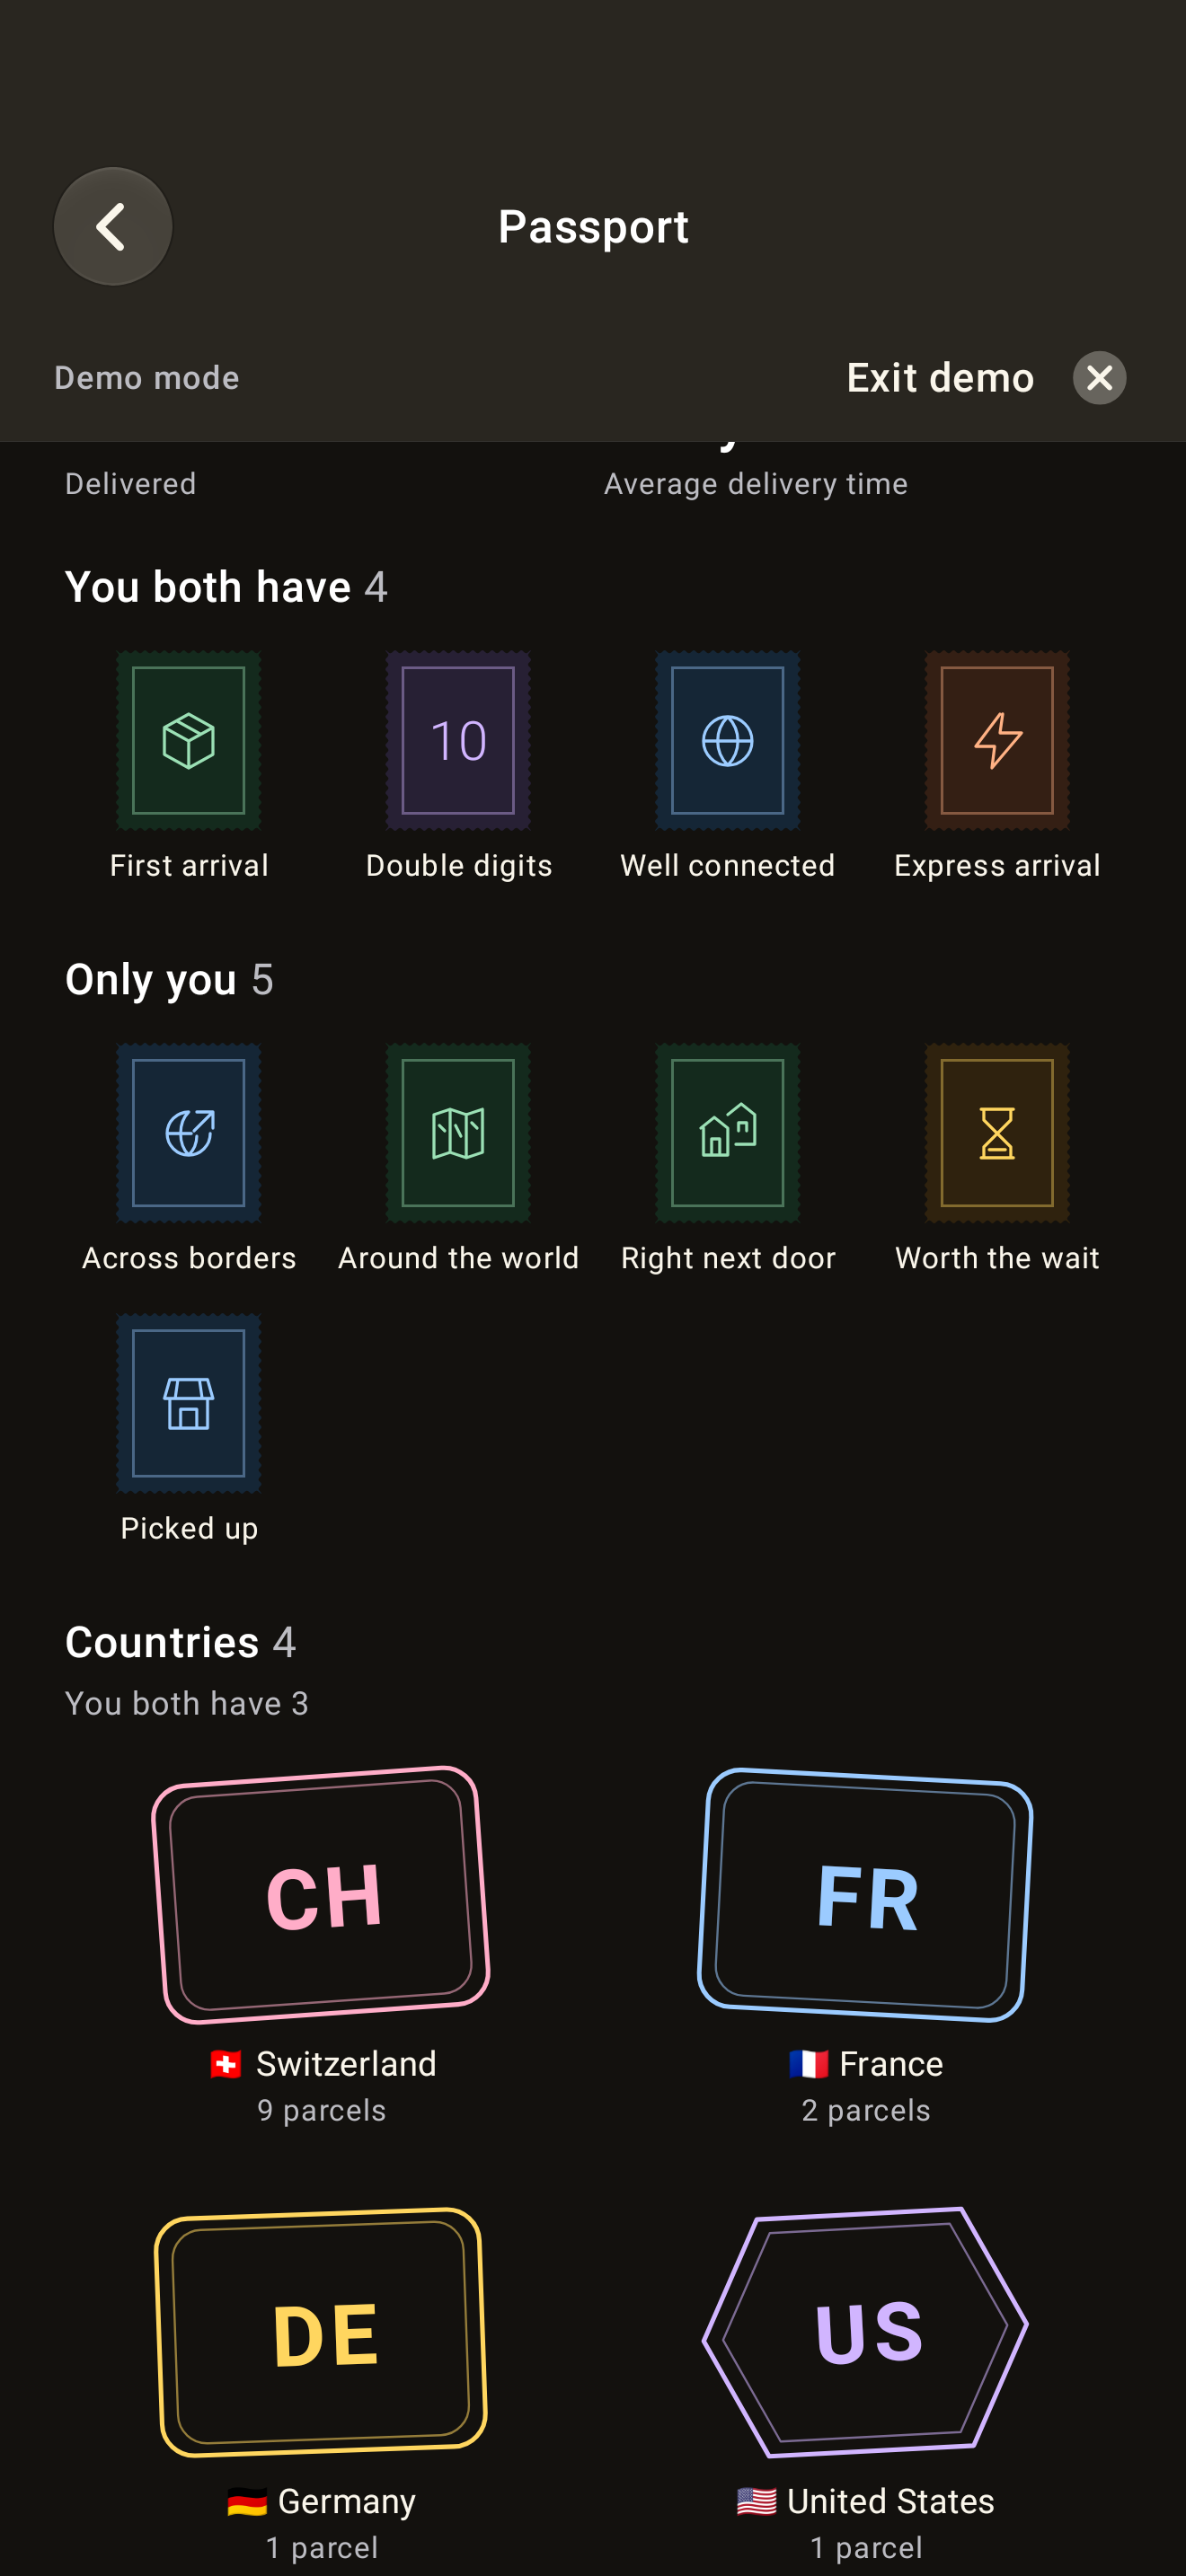 Passport
Demo mode
Exit demo
Delivered
Average delivery time
You both have 4
10
First arrival
Double digits
Well connected
Express arrival
Only you 5
Across borders
Around the world
Right next door
Worth the wait
Picked up
Countries 4
You both have 3
CH
FR
Switzerland
France
9 parcels
2 parcels
DE
US
Germany
United States
1 parcel
1 parcel